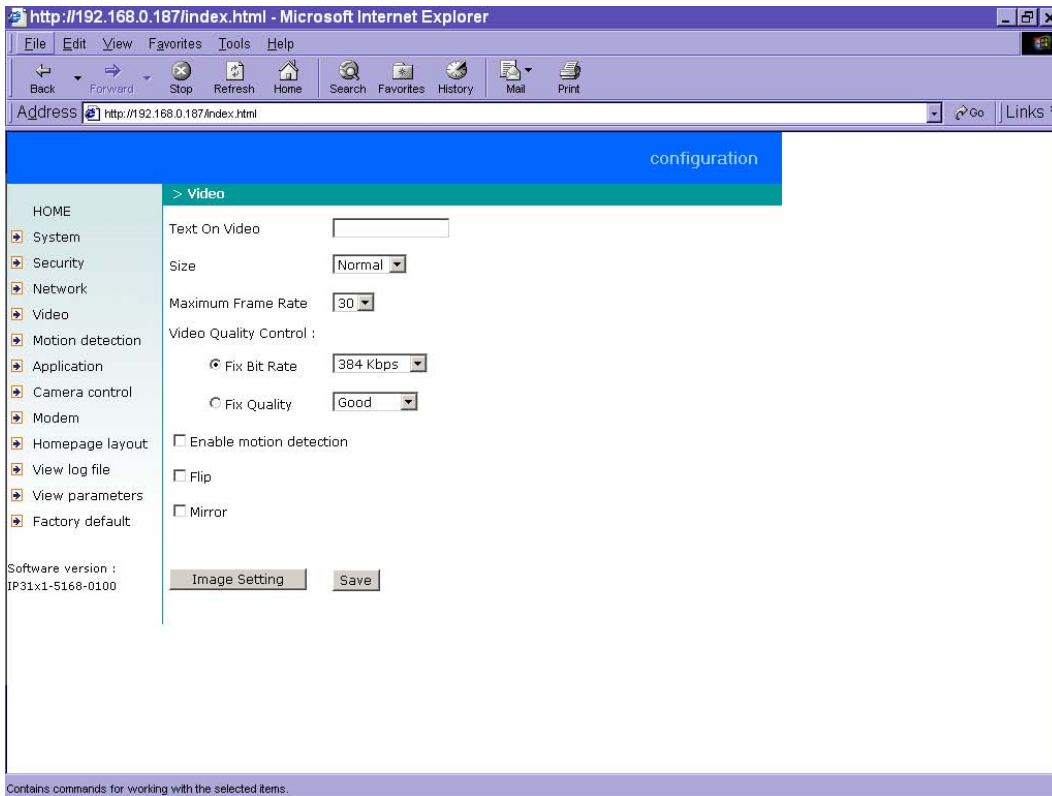 http://192.168.0.187/index.html - Microsoft Internet Explorer
File Edit View Favorites Tools Help
Back Forward Stop Refresh Home Search Favorites History Mail Print
Address http://192.168.0.187/index.html Go Links
configuration
> Video
HOME
System
Security
Network
Video
Motion detection
Application
Camera control
Modem
Homepage layout
View log file
View parameters
Factory default
Software version :
IP31x1-5168-0100
Text On Video
Size Normal
Maximum Frame Rate 30
Video Quality Control :
Fix Bit Rate 384 Kbps
Fix Quality Good
Enable motion detection
Flip
Mirror
Image Setting Save
Contains commands for working with the selected items.